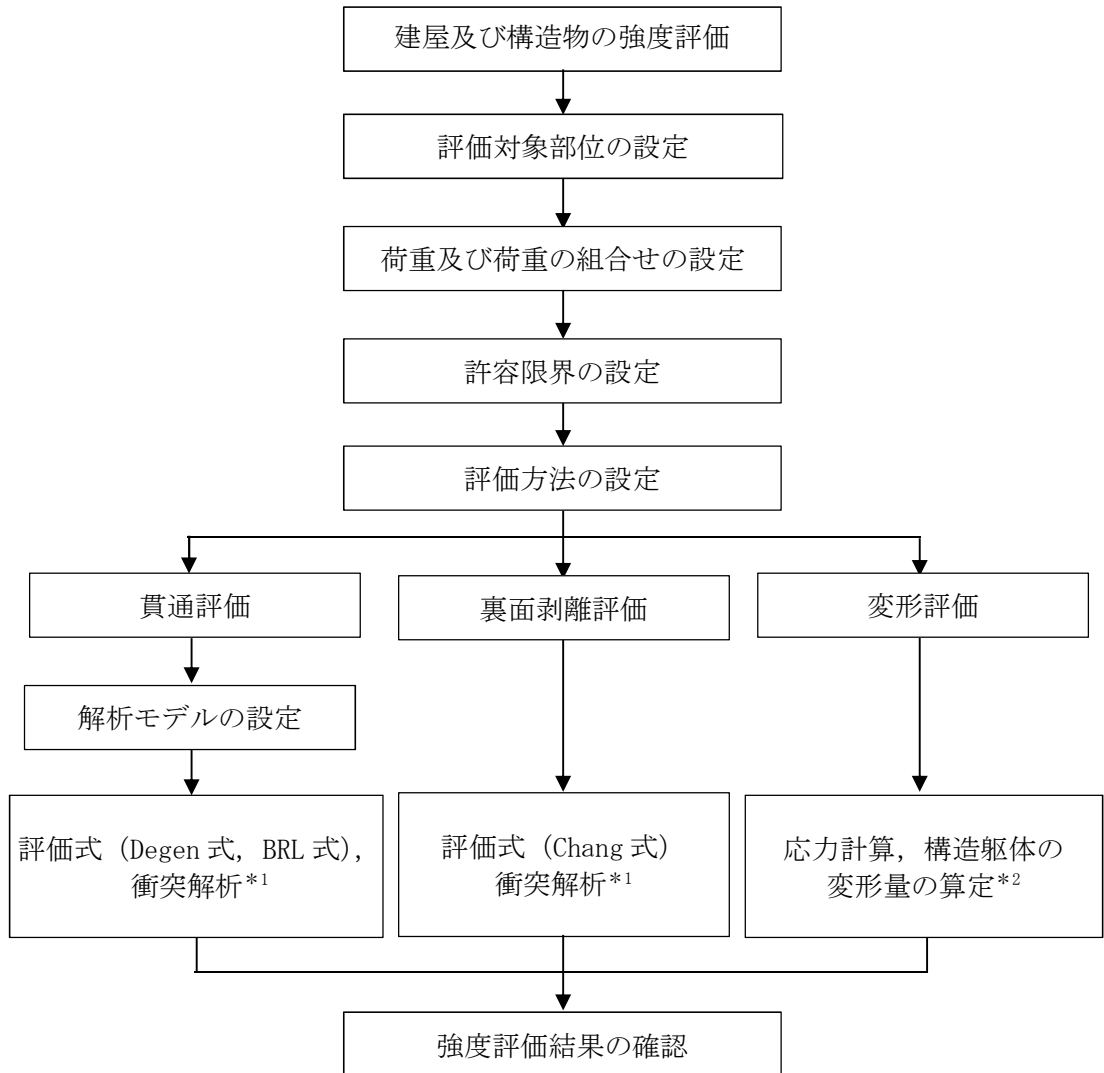 建屋及び構造物の強度評価
評価対象部位の設定
荷重及び荷重の組合せの設定
許容限界の設定
評価方法の設定
貫通評価
裏面剥離評価
変形評価
解析モデルの設定
評価式（Degen 式，BRL 式），
衝突解析*1
評価式（Chang 式）
衝突解析*1
応力計算，構造躯体の
変形量の算定*2
強度評価結果の確認